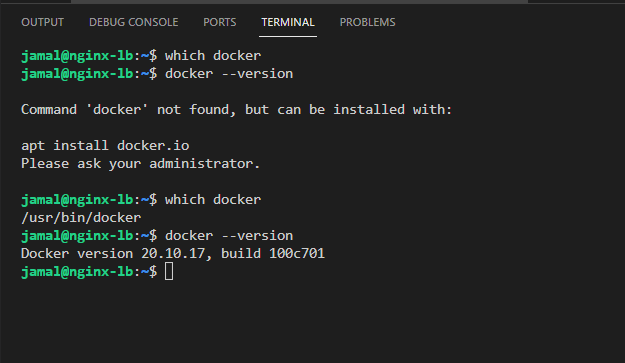 OUTPUT DEBUG CONSOLE PORTS TERMINAL PROBLEMS
jamal@nginx-lb:~$ which docker
jamal@nginx-lb:~$ docker --version
Command 'docker' not found, but can be installed with:
apt install docker.io
Please ask your administrator.
jamal@nginx-lb:~$ which docker
/usr/bin/docker
jamal@nginx-lb:~$ docker --version
Docker version 20.10.17, build 100c701
jamal@nginx-lb:~$